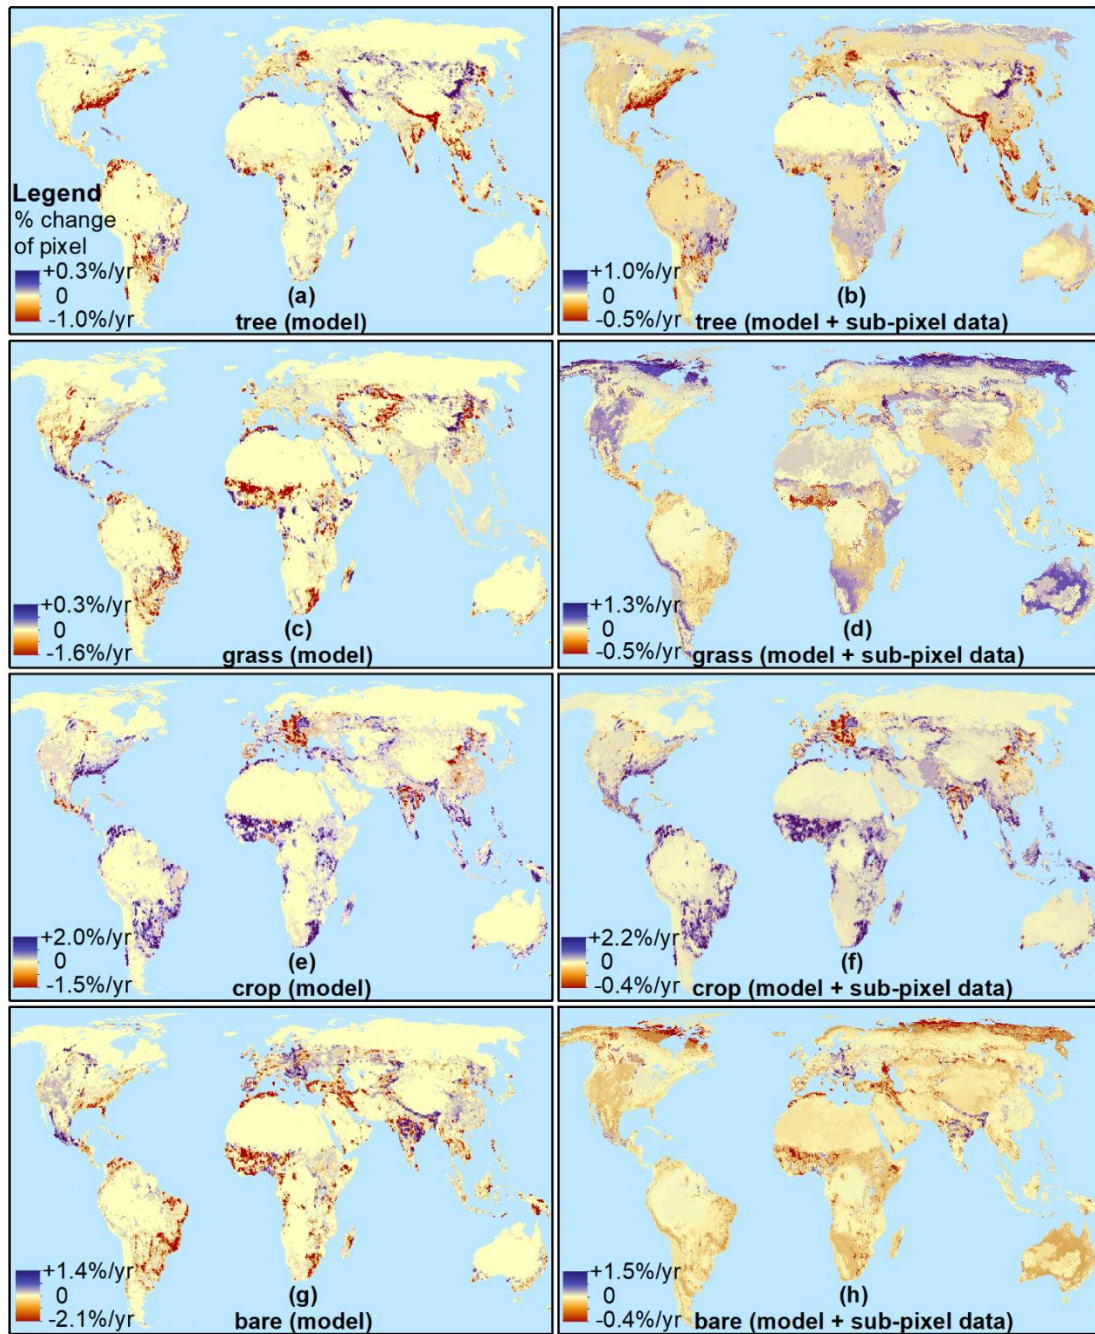 Legend
% change
of pixel
+0.3%/yr
0
-1.0%/yr
(a)
tree (model)
+1.0%/yr
0
-0.5%/yr
(b)
tree (model + sub-pixel data)
+0.3%/yr
0
-1.6%/yr
(c)
grass (model)
+1.3%/yr
0
-0.5%/yr
(d)
grass (model + sub-pixel data)
+2.0%/yr
0
-1.5%/yr
(e)
crop (model)
+2.2%/yr
0
-0.4%/yr
(f)
crop (model + sub-pixel data)
+1.4%/yr
0
-2.1%/yr
(g)
bare (model)
+1.5%/yr
0
-0.4%/yr
(h)
bare (model + sub-pixel data)